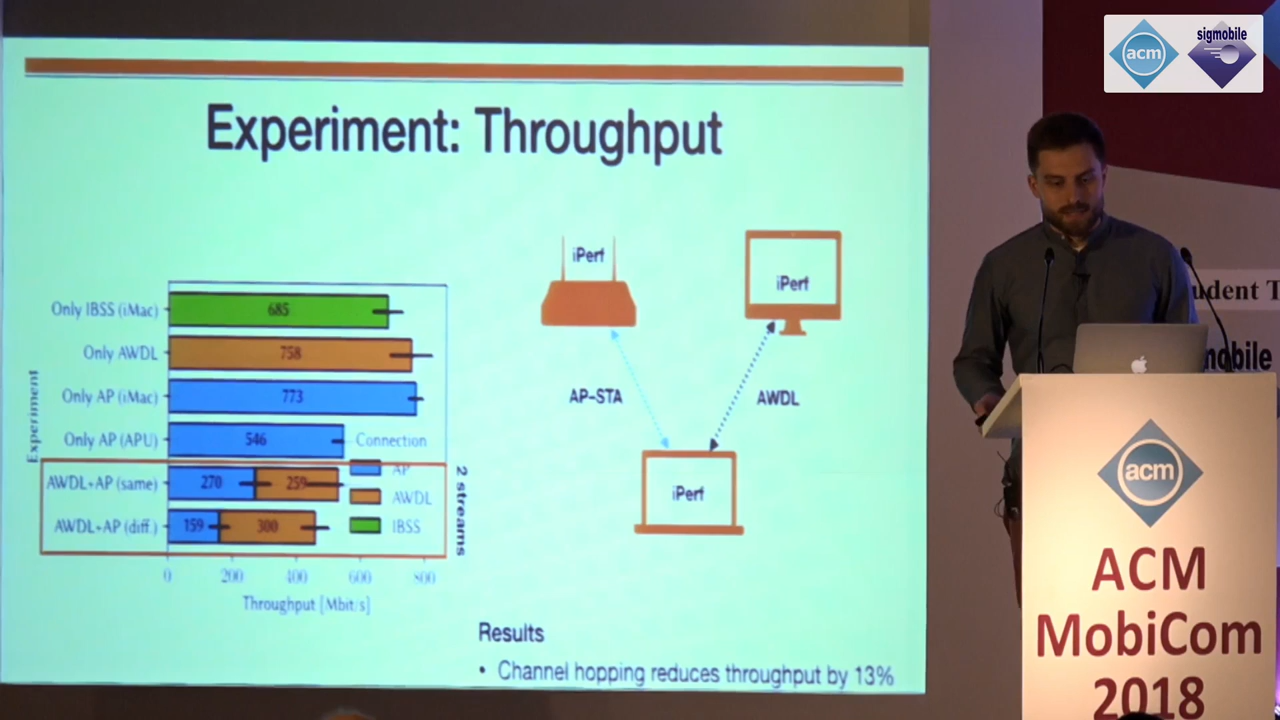 acm
sigmobile
Experiment: Throughput
Experiment
Only IBSS (iMac)
685
Only AWDL
758
Only AP (iMac)
773
Only AP (APU)
546
AWDL+AP (same)
270
259
AWDL+AP (diff.)
159
300
Connection
AP
AWDL
IBSS
2 streams
0 200 400 600 800
Throughput [Mbit/s]
iPerf
iPerf
AP-STA
AWDL
iPerf
Results
• Channel hopping reduces throughput by 13%
udent T
mobile
acm
ACM
MobiCom
2018